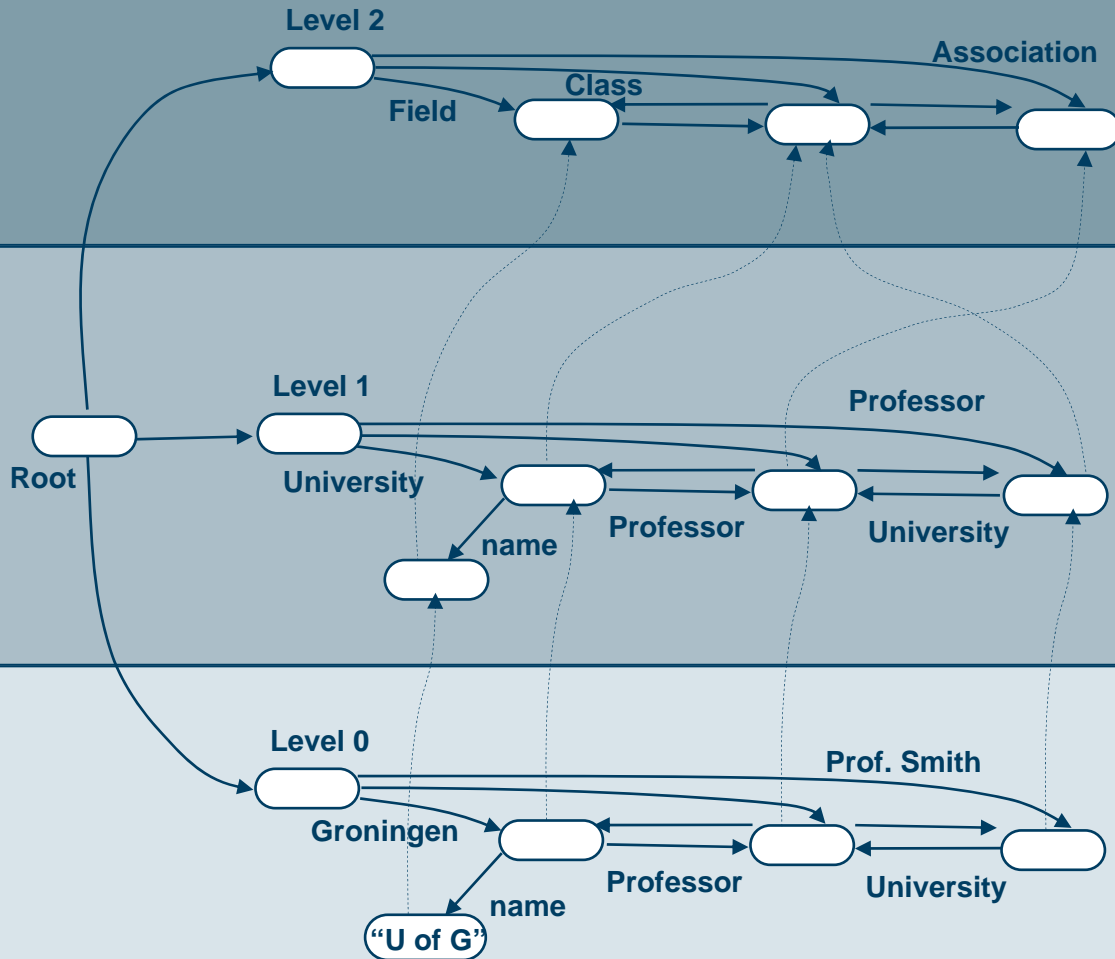 Level 2
Association
Class
Field
Level 1
Professor
Root
University
Professor
University
name
Level 0
Prof. Smith
Groningen
Professor
University
name
“U of G”